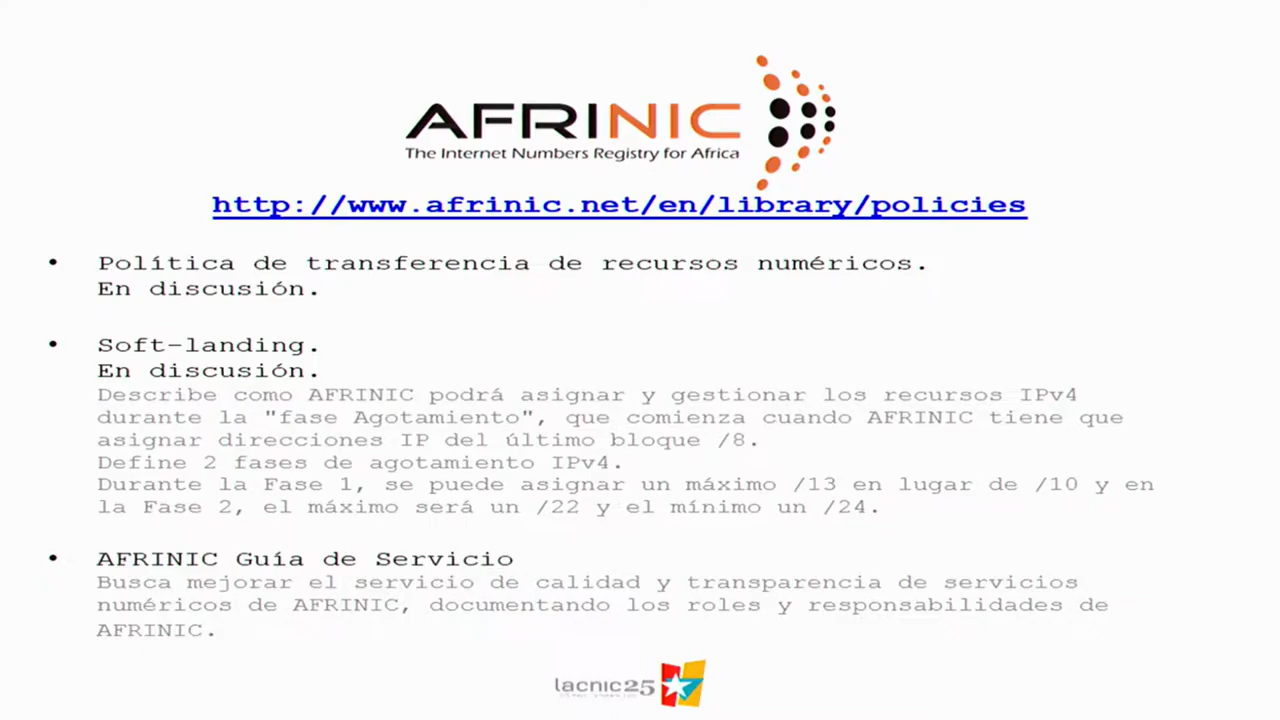 AFRINIC
The Internet Numbers Registry for Africa
http://www.afrinic.net/en/library/policies
• Política de transferencia de recursos numéricos.
En discusión.
• Soft-landing.
En discusión.
Describe como AFRINIC podrá asignar y gestionar los recursos IPv4
durante la "fase Agotamiento", que comienza cuando AFRINIC tiene que
asignar direcciones IP del último bloque /8.
Define 2 fases de agotamiento IPv4.
Durante la Fase 1, se puede asignar un máximo /13 en lugar de /10 y en
la Fase 2, el máximo será un /22 y el mínimo un /24.
• AFRINIC Guía de Servicio
Busca mejorar el servicio de calidad y transparencia de servicios
numéricos de AFRINIC, documentando los roles y responsabilidades de
AFRINIC.
lacnic25